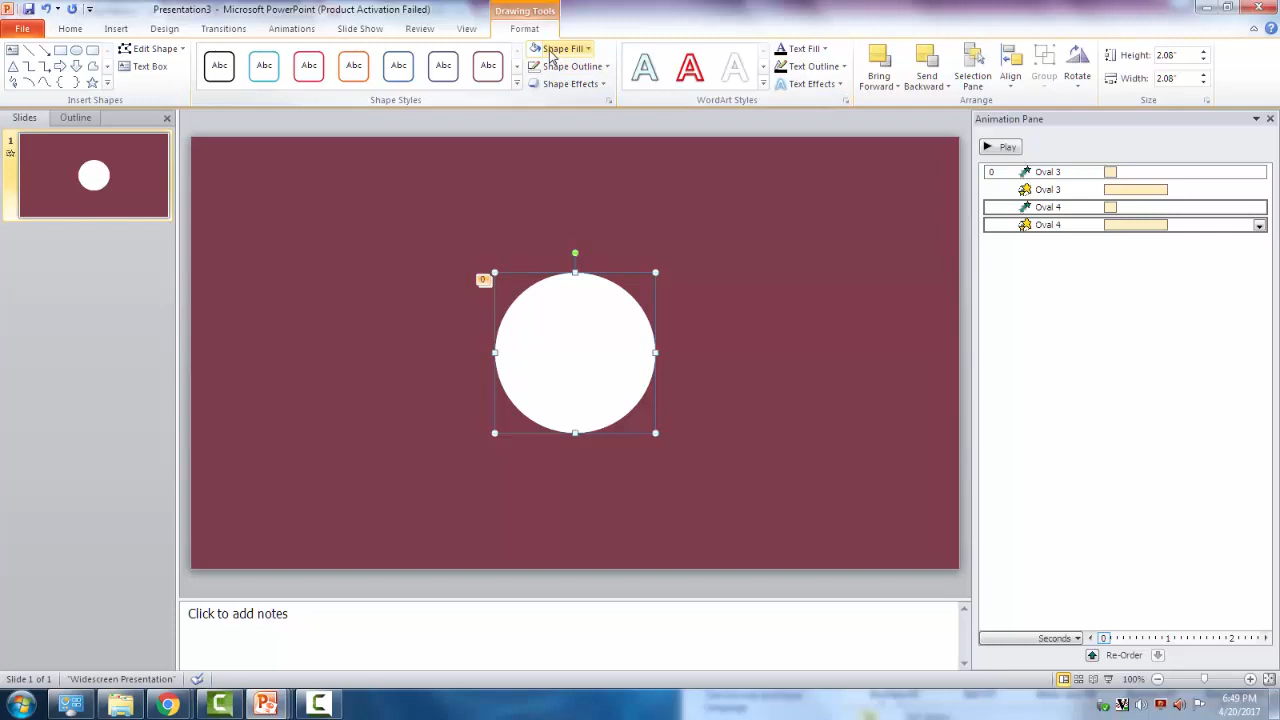 Presentation3 - Microsoft PowerPoint (Product Activation Failed)
Drawing Tools
File Home Insert Design Transitions Animations Slide Show Review View Format
Edit Shape
Text Box
Insert Shapes
Abc Abc Abc Abc Abc Abc Abc
Shape Styles
Shape Fill
Shape Outline
Shape Effects
A A A
WordArt Styles
Text Fill
Text Outline
Text Effects
Bring Forward
Send Backward
Selection Pane
Align
Group
Rotate
Arrange
Height: 2.08"
Width: 2.08"
Size
Slides Outline
1
0
Click to add notes
Animation Pane
Play
0 Oval 3
Oval 3
Oval 4
Oval 4
Seconds 0 1 2
Re-Order
Slide 1 of 1 "Widescreen Presentation" 100%
6:49 PM
4/20/2017